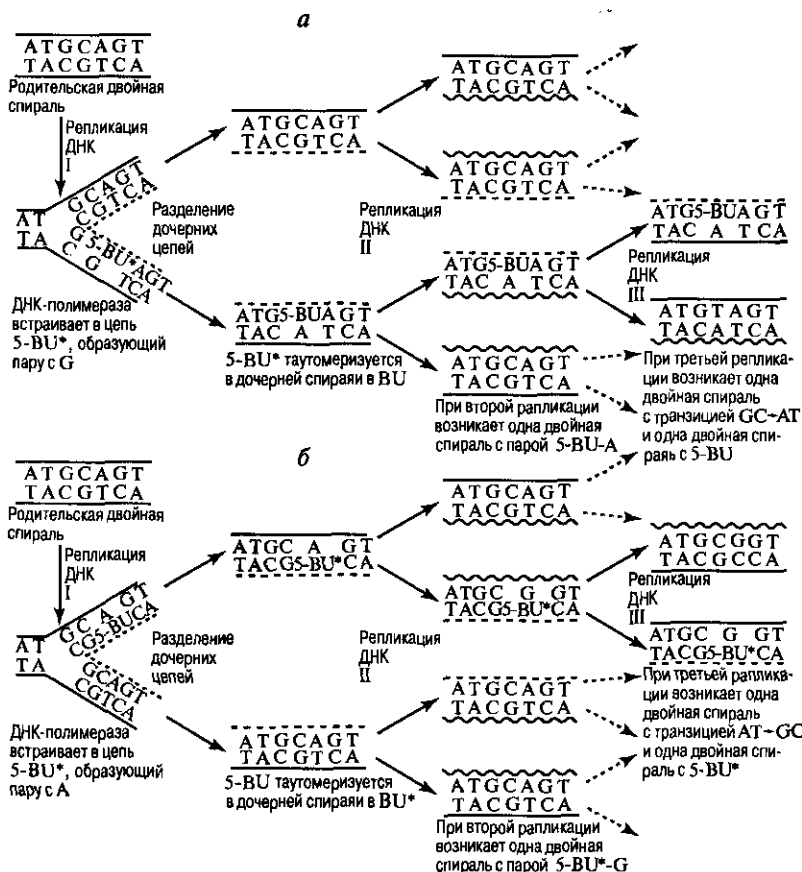 а
ATGCAGT
TACGTCA
Родительская двойная
спираль
Репликация
ДНК
I
AT
TA
GCAGT
CGTCA
G5-BU*AGT
C G TCA
Разделение
дочерних
цепей
ДНК-полимераза
встраивает в цепь
5-BU*, образующий
пару с G
ATGCAGT
TACGTCA
ATG5-BUAGT
TAC A TCA
5-BU* таутомеризуется
в дочерней спираяи в BU
Репликация
ДНК
II
ATGCAGT
TACGTCA
ATGCAGT
TACGTCA
ATG5-BUAGT
TAC A TCA
ATGCAGT
TACGTCA
При второй рапликации
возникает одна двойная
спираль с парой 5-BU-A
Репликация
ДНК
III
ATG5-BUAGT
TAC A TCA
ATGTAGT
TACATCA
При третьей репли-
кации возникает одна
двойная спираль
с транзицией GC→AT
и одна двойная спи-
раяь с 5-BU
б
ATGCAGT
TACGTCA
Родительская двойная
спираль
Репликация
ДНК
I
AT
TA
GC A GT
CG5-BUCA
GCAGT
CGTCA
Разделение
дочерних
цепей
ДНК-полимераза
встраивает в цепь
5-BU*, образующий
пару с A
ATGC A GT
TACG5-BU*CA
ATGCAGT
TACGTCA
5-BU таутомеризуется
в дочерней спираяи в BU*
Репликация
ДНК
II
ATGCAGT
TACGTCA
ATGC G GT
TACG5-BU*CA
ATGCAGT
TACGTCA
ATGCAGT
TACGTCA
При второй рапликации
возникает одна двойная
спираль с парой 5-BU*-G
Репликация
ДНК
III
ATGCGGT
TACGCCA
ATGC G GT
TACG5-BU*CA
При третьей рапли-
кации возникает одна
двойная спираль
с транзицией AT→GC
и одна двойная спи-
раль с 5-BU*